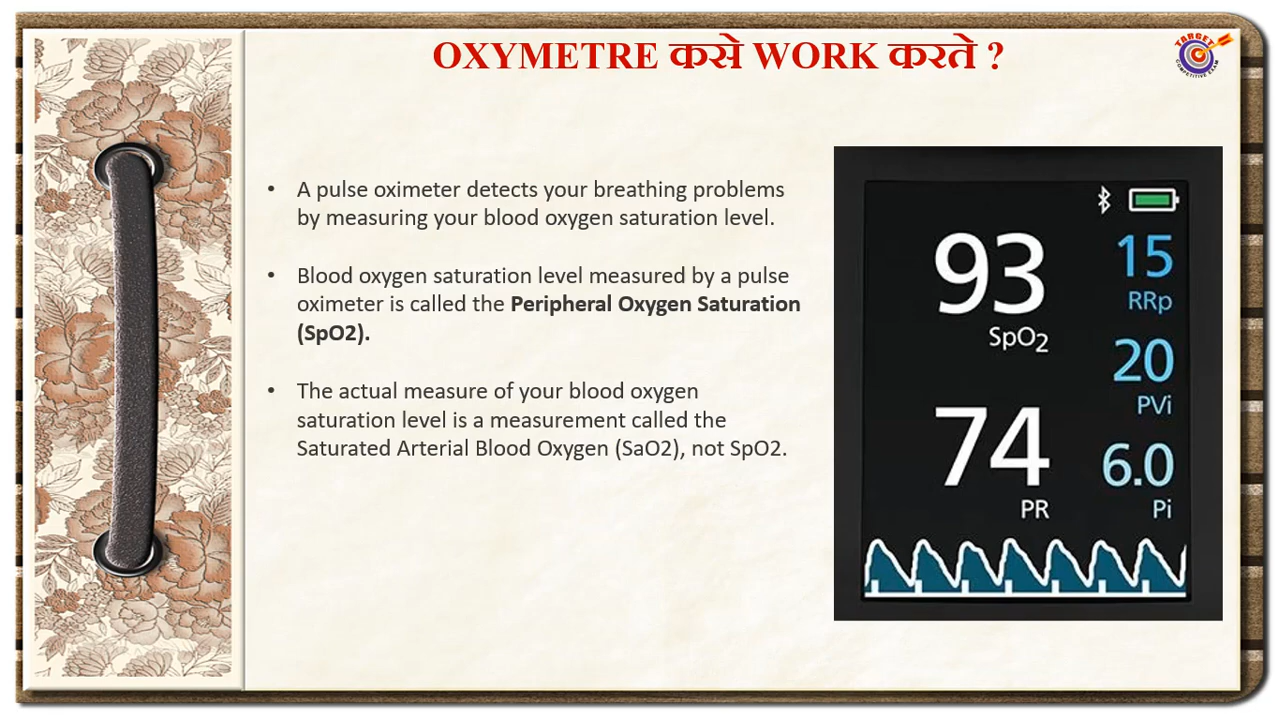 OXYMETRE कसे WORK करते ?
TARGET
COMPETITIVE EXAM
• A pulse oximeter detects your breathing problems
by measuring your blood oxygen saturation level.
• Blood oxygen saturation level measured by a pulse
oximeter is called the Peripheral Oxygen Saturation
(SpO2).
• The actual measure of your blood oxygen
saturation level is a measurement called the
Saturated Arterial Blood Oxygen (SaO2), not SpO2.
93
SpO₂
74
PR
15
RRp
20
PVi
6.0
Pi